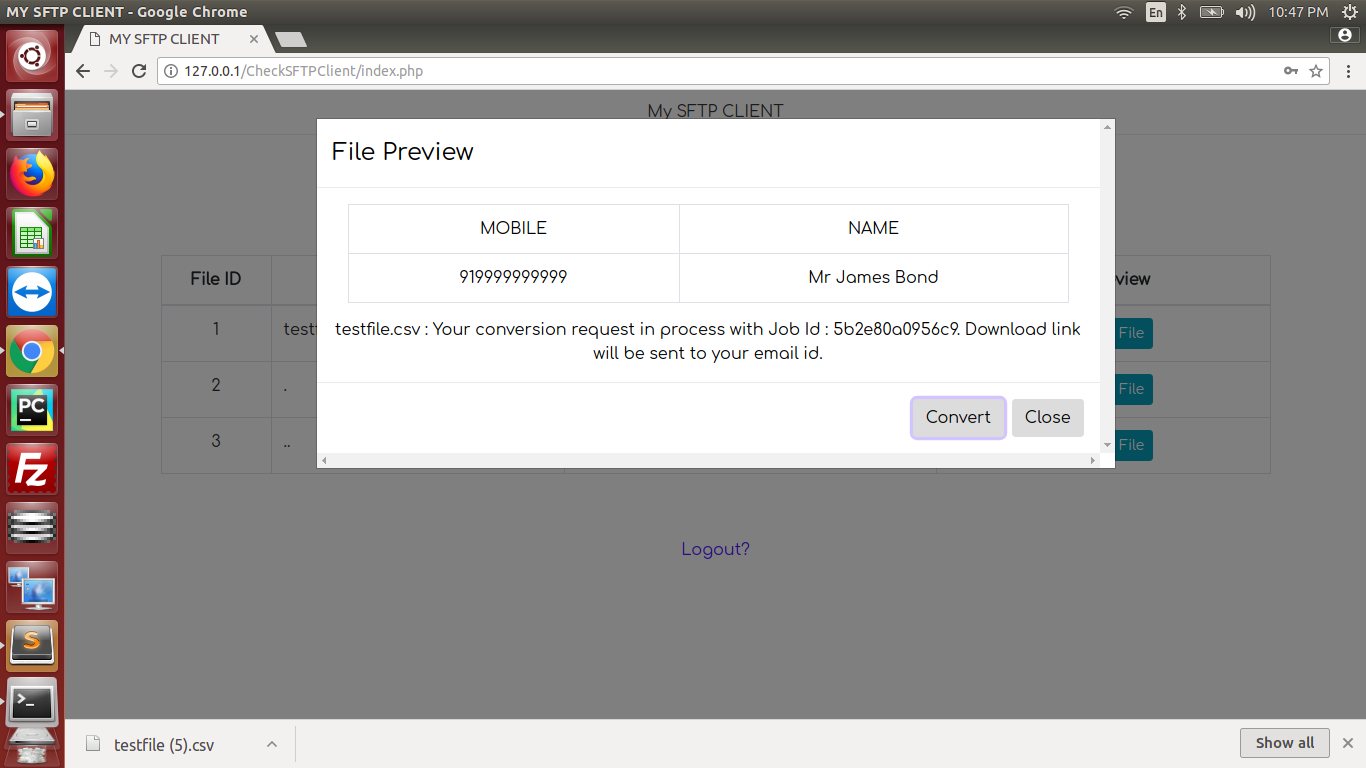 MY SFTP CLIENT - Google Chrome
En
10:47 PM
MY SFTP CLIENT
127.0.0.1/CheckSFTPClient/index.php
My SFTP CLIENT
File Preview
MOBILE NAME
919999999999 Mr James Bond
testfile.csv : Your conversion request in process with Job Id : 5b2e80a0956c9. Download link
will be sent to your email id.
Convert Close
File ID
1 File
2 . File
3 .. File
Logout?
PC
Fz
S
>_
testfile (5).csv
Show all